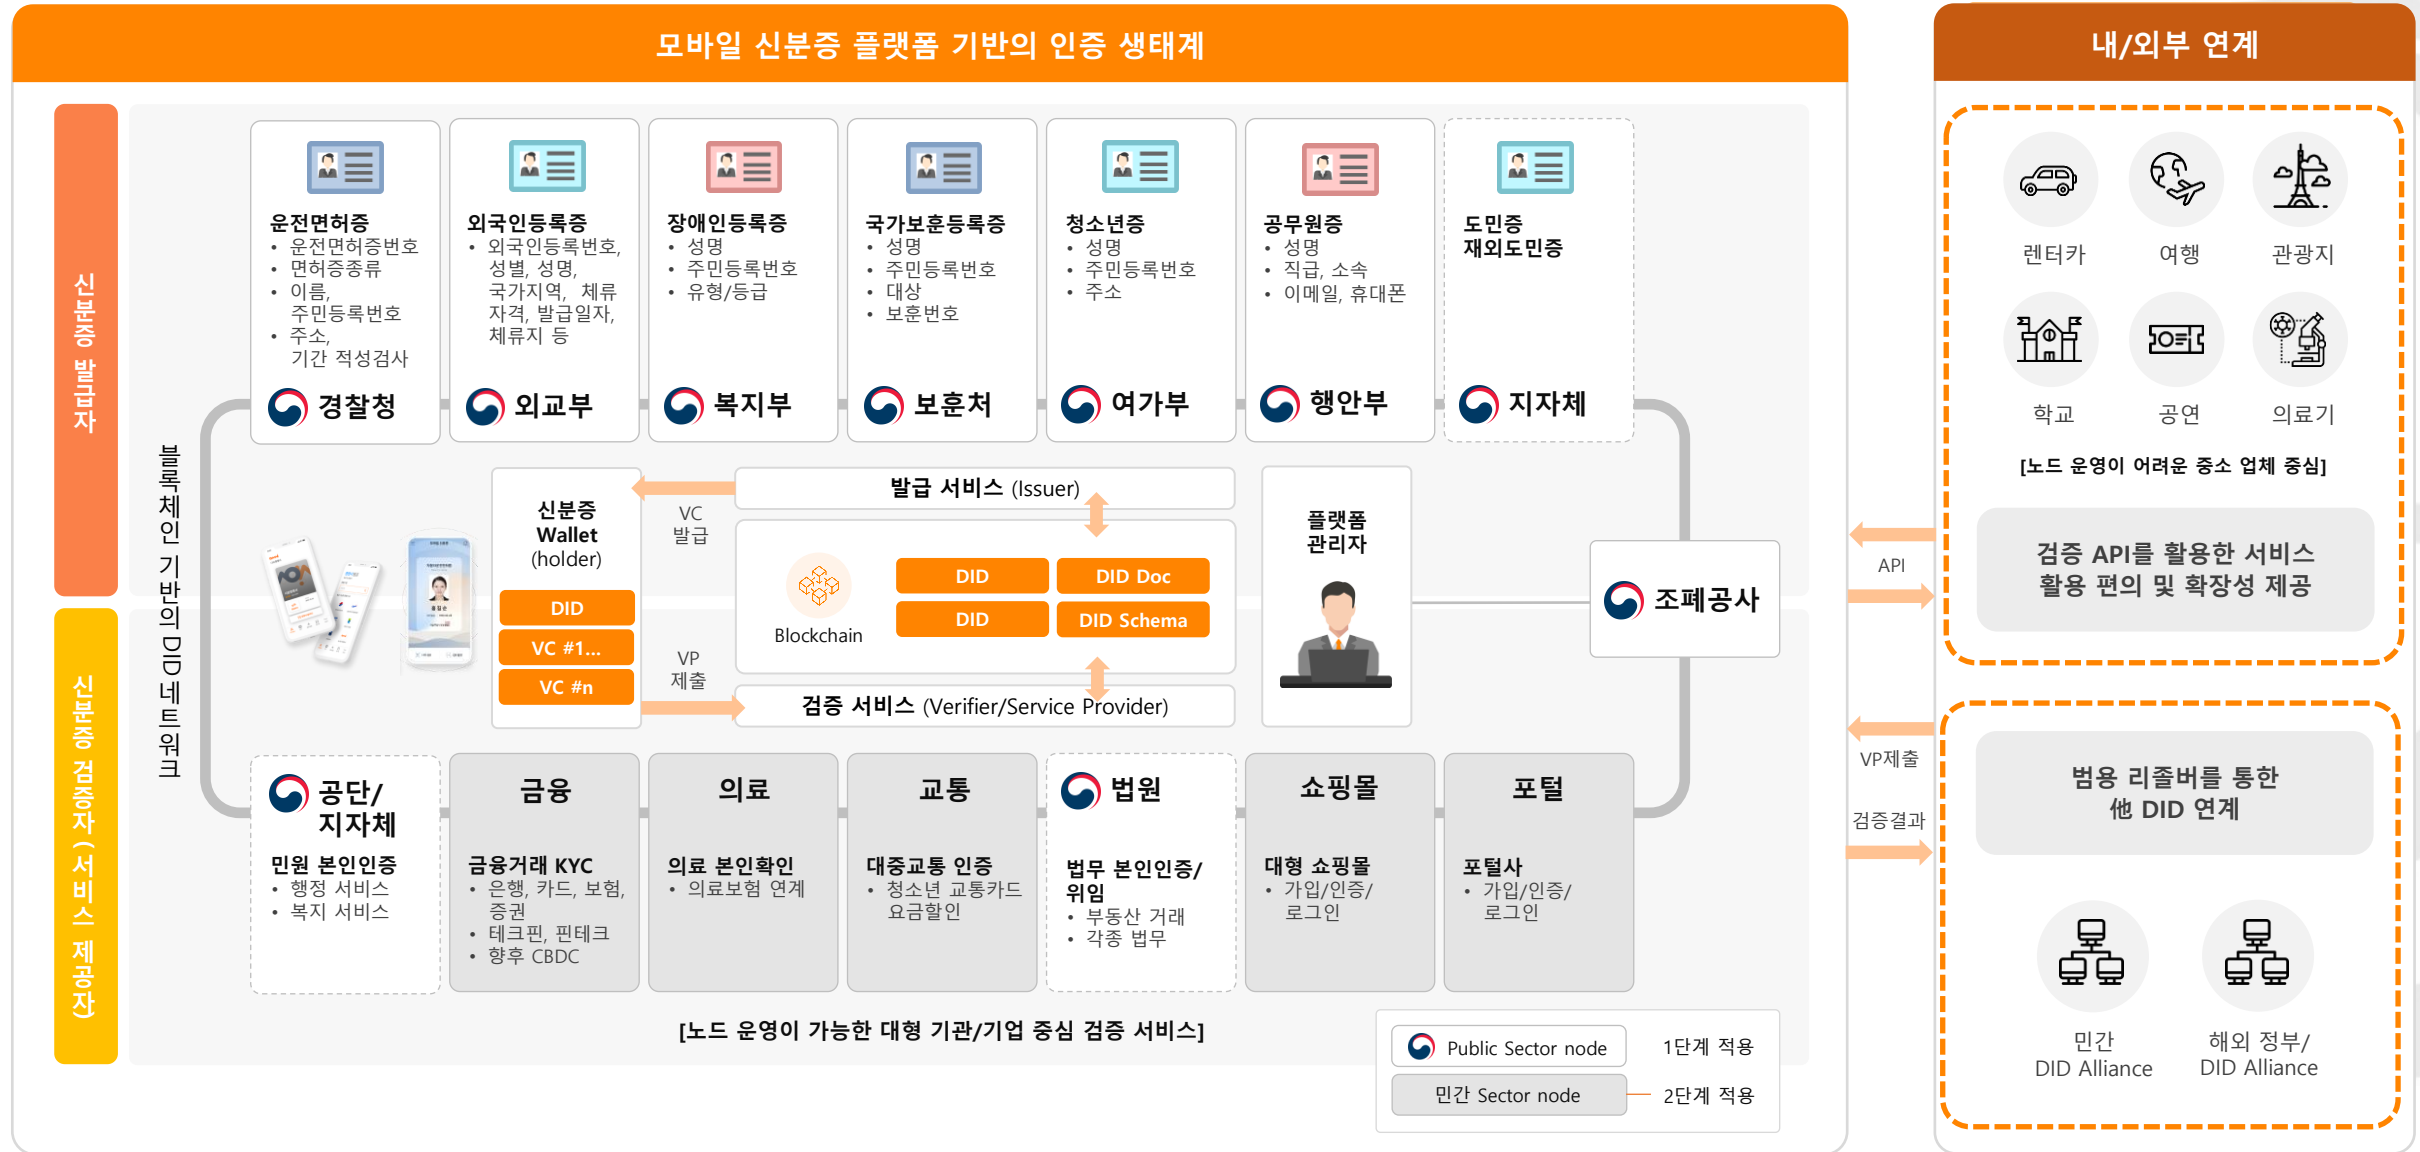 모바일 신분증 플랫폼 기반의 인증 생태계
신분증 발급자
블록체인 기반의 DID 네트워크
운전면허증
• 운전면허증번호
• 면허증종류
• 이름,
주민등록번호
• 주소,
기간 적성검사
경찰청
외국인등록증
• 외국인등록번호,
성별, 성명,
국가지역, 체류
자격, 발급일자,
체류지 등
외교부
장애인등록증
• 성명
• 주민등록번호
• 유형/등급
복지부
국가보훈등록증
• 성명
• 주민등록번호
• 대상
• 보훈번호
보훈처
청소년증
• 성명
• 주민등록번호
• 주소
여가부
공무원증
• 성명
• 직급, 소속
• 이메일, 휴대폰
행안부
도민증
재외도민증
지자체
신분증
Wallet
(holder)
DID
VC #1...
VC #n
VC
발급
VP
제출
발급 서비스 (Issuer)
Blockchain
DID
DID Doc
DID
DID Schema
검증 서비스 (Verifier/Service Provider)
플랫폼
관리자
조폐공사
신분증 검증자 (서비스 제공자)
공단/
지자체
민원 본인인증
• 행정 서비스
• 복지 서비스
금융
금융거래 KYC
• 은행, 카드, 보험,
증권
• 테크핀, 핀테크
• 향후 CBDC
의료
의료 본인확인
• 의료보험 연계
교통
대중교통 인증
• 청소년 교통카드
요금할인
법원
법무 본인인증/
위임
• 부동산 거래
• 각종 법무
쇼핑몰
대형 쇼핑몰
• 가입/인증/
로그인
포털
포털사
• 가입/인증/
로그인
[노드 운영이 가능한 대형 기관/기업 중심 검증 서비스]
Public Sector node
1단계 적용
민간 Sector node
2단계 적용
API
VP제출
검증결과
내/외부 연계
렌터카
여행
관광지
학교
공연
의료기
[노드 운영이 어려운 중소 업체 중심]
검증 API를 활용한 서비스
활용 편의 및 확장성 제공
범용 리졸버를 통한
他 DID 연계
민간
DID Alliance
해외 정부/
DID Alliance